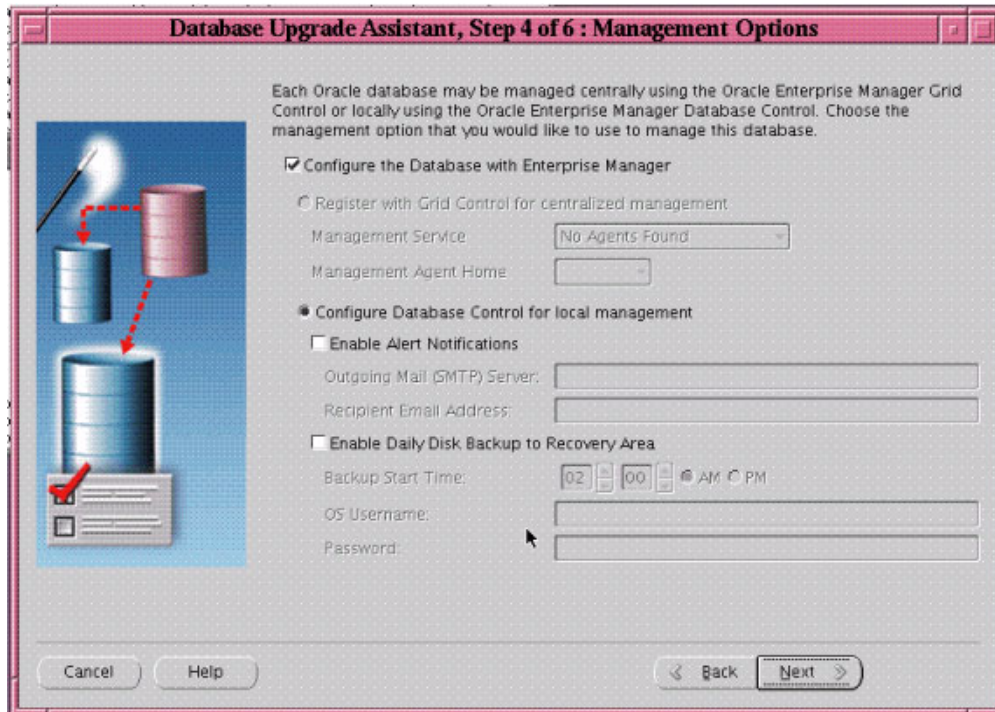 Database Upgrade Assistant, Step 4 of 6 : Management Options
Each Oracle database may be managed centrally using the Oracle Enterprise Manager Grid
Control or locally using the Oracle Enterprise Manager Database Control. Choose the
management option that you would like to use to manage this database.
Configure the Database with Enterprise Manager
Register with Grid Control for centralized management
Management Service No Agents Found
Management Agent Home
Configure Database Control for local management
Enable Alert Notifications
Outgoing Mail (SMTP) Server:
Recipient Email Address:
Enable Daily Disk Backup to Recovery Area
Backup Start Time: 02 00 AM PM
OS Username:
Password:
Cancel Help Back Next